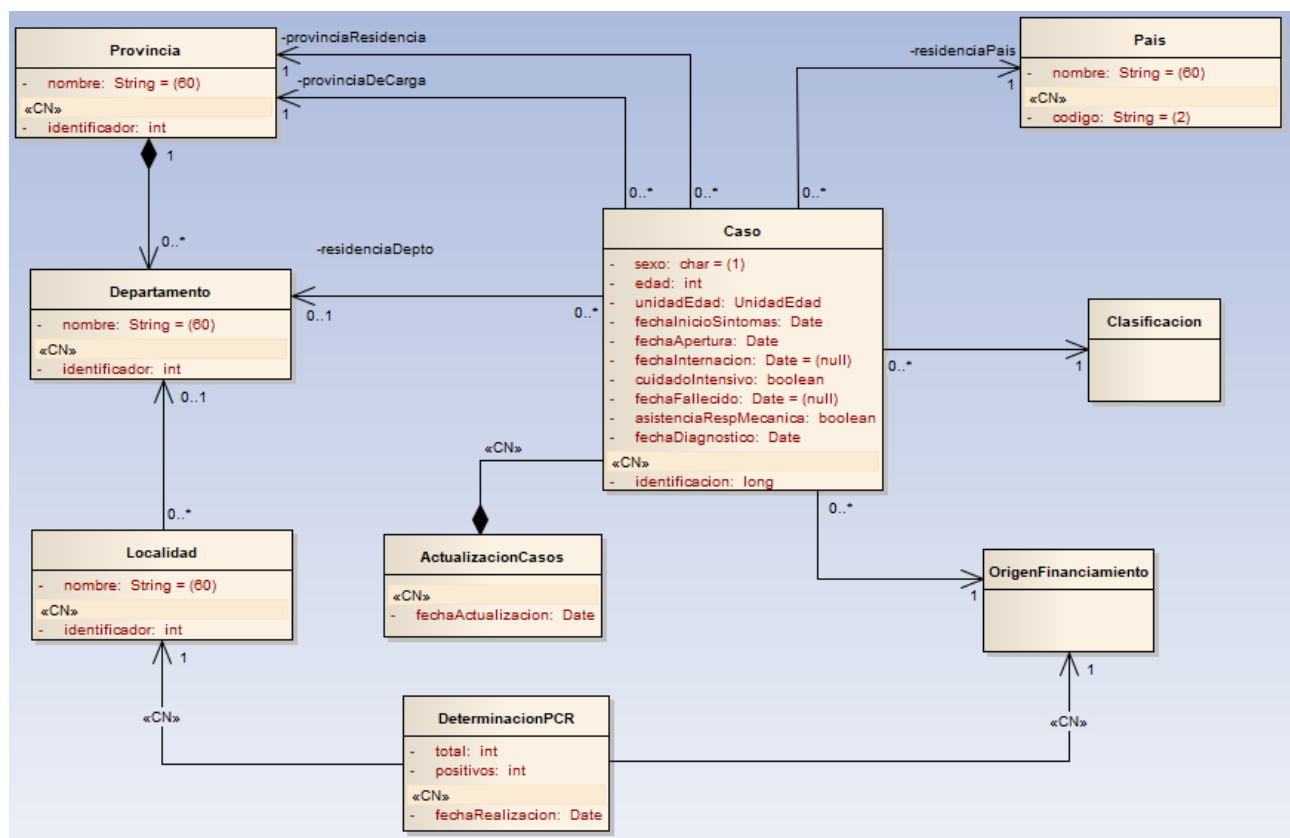 Provincia
- nombre: String = (60)
«CN»
- identificador: int
-provinciaResidencia
1
-provinciaDeCarga
1
-residenciaPais
1
Pais
- nombre: String = (60)
«CN»
- codigo: String = (2)
1
0..*
0..*
0..*
0..*
Departamento
- nombre: String = (60)
«CN»
- identificador: int
-residenciaDepto
0..1
0..*
Caso
- sexo: char = (1)
- edad: int
- unidadEdad: UnidadEdad
- fechaInicioSintomas: Date
- fechaApertura: Date
- fechaInternacion: Date = (null)
- cuidadoIntensivo: boolean
- fechaFallecido: Date = (null)
- asistenciaRespMecanica: boolean
- fechaDiagnostico: Date
«CN»
- identificacion: long
0..*
1
Clasificacion
0..1
0..*
«CN»
0..*
Localidad
- nombre: String = (60)
«CN»
- identificador: int
ActualizacionCasos
«CN»
- fechaActualizacion: Date
OrigenFinanciamiento
1
1
1
«CN»
«CN»
DeterminacionPCR
- total: int
- positivos: int
«CN»
- fechaRealizacion: Date